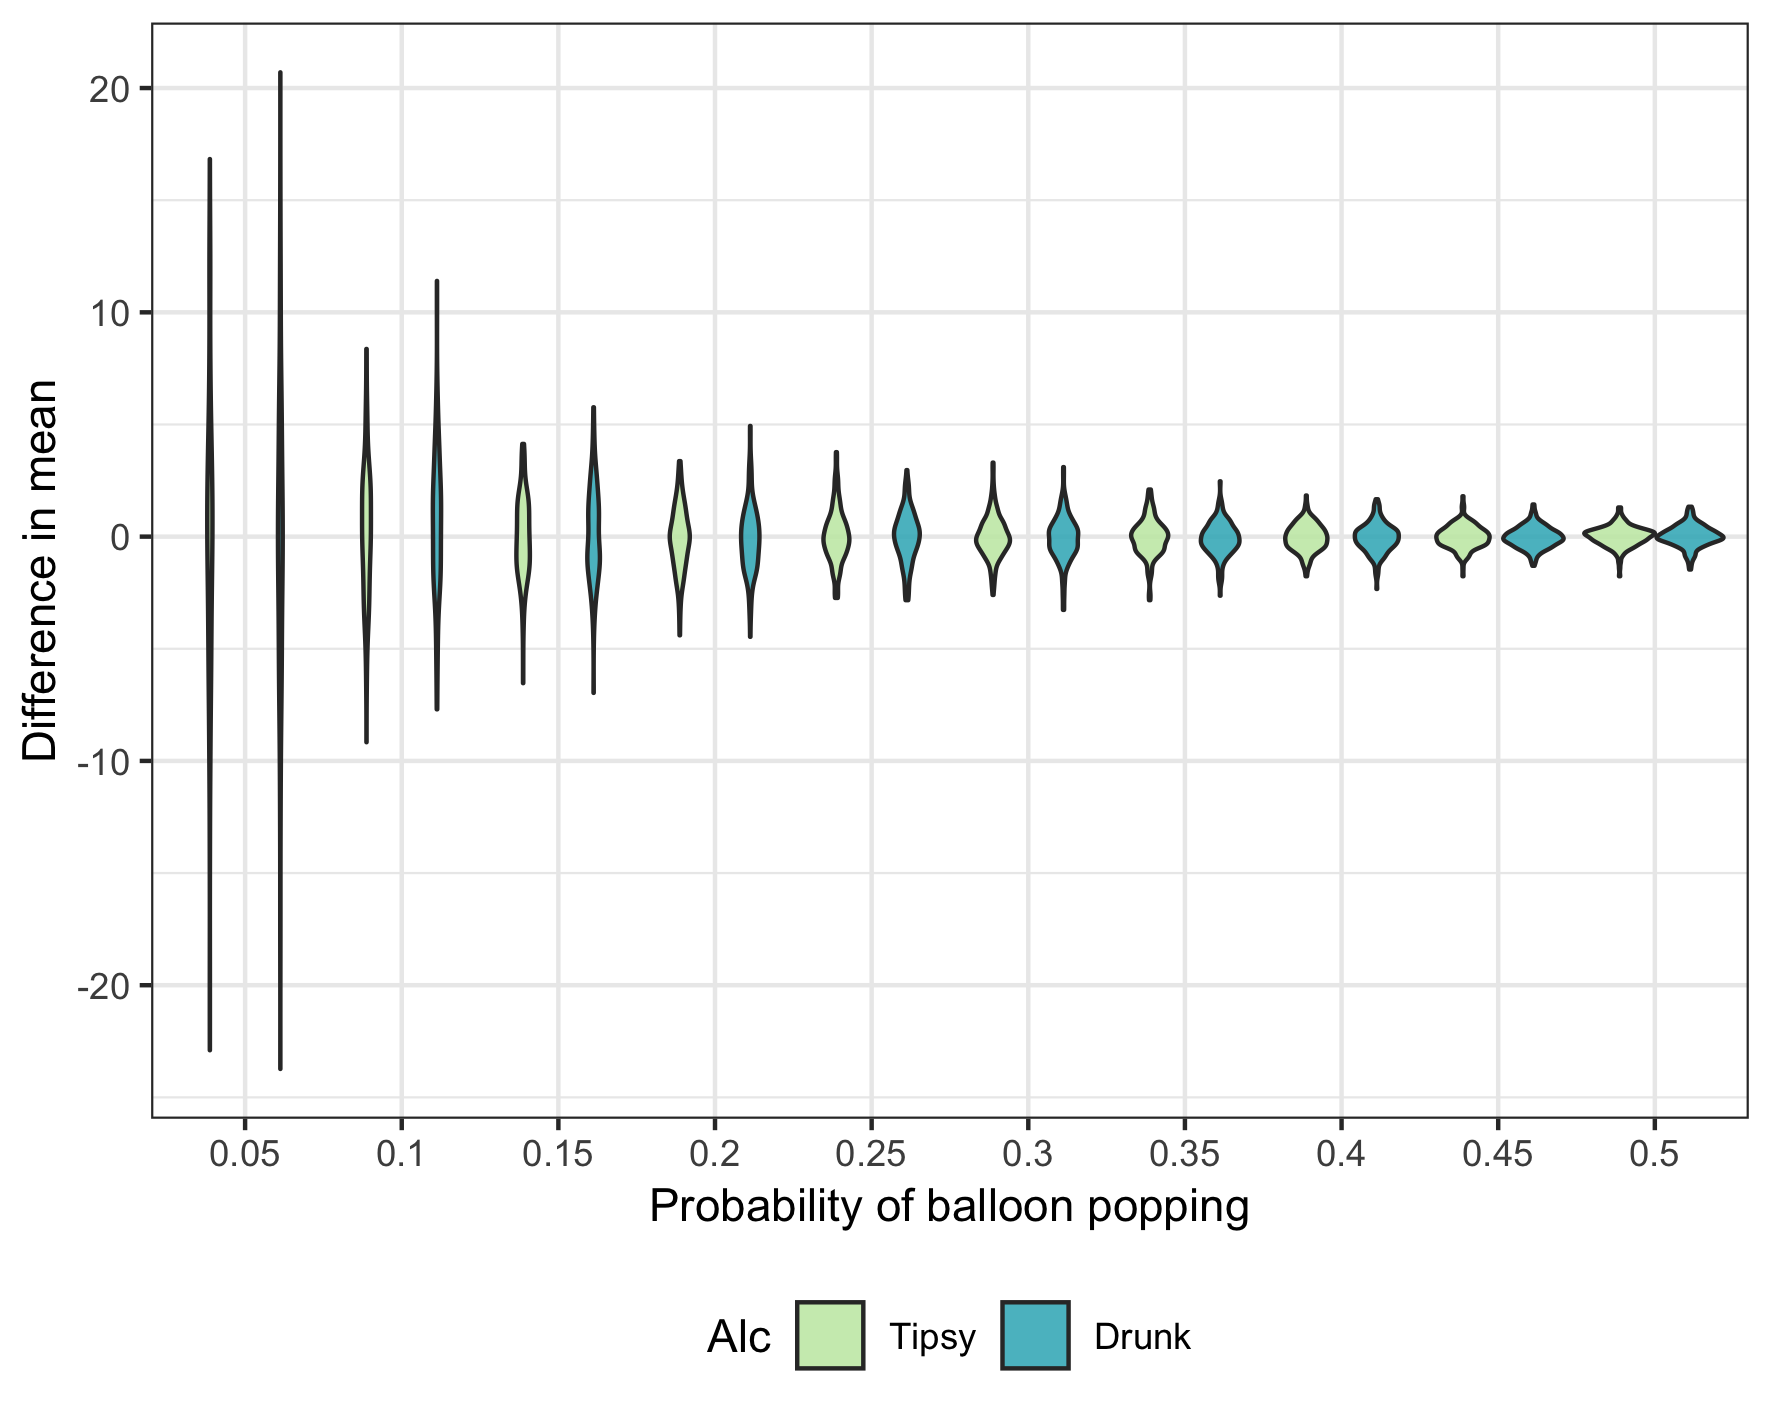 20
10
0
-10
-20
Difference in mean
0.05 0.1 0.15 0.2 0.25 0.3 0.35 0.4 0.45 0.5
Probability of balloon popping
Alc Tipsy Drunk